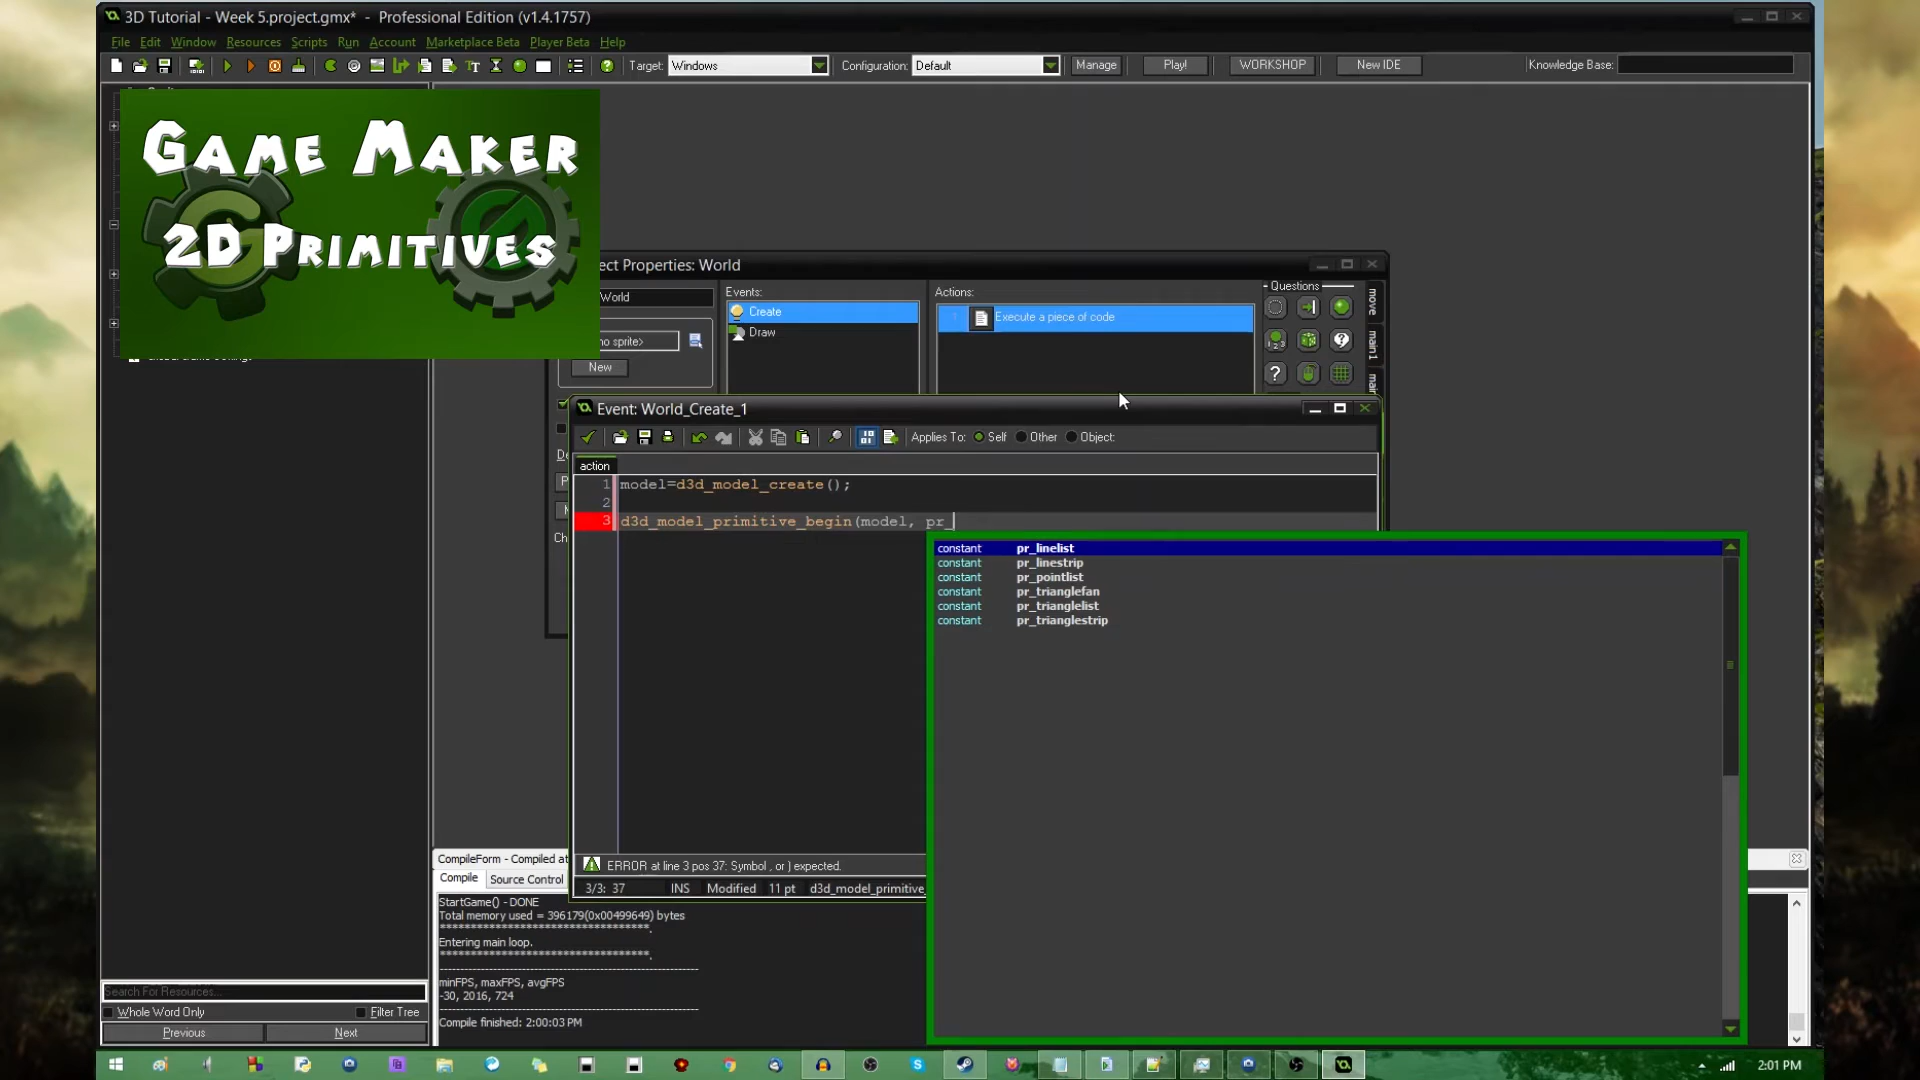 3D Tutorial - Week 5.project.gmx* - Professional Edition (v1.4.1757)
File Edit Window Resources Scripts Run Account Marketplace Beta Player Beta Help
Target: Windows Configuration: Default Manage Play! WORKSHOP New IDE Knowledge Base:
GAME MAKER
2D PRIMITIVES
ect Properties: World
World
Events:
Actions:
Questions
Create
Draw
Execute a piece of code
no sprite>
New
move
main1
Event: World_Create_1
Applies To: Self Other Object:
action
1 model=d3d_model_create();
2
3 d3d_model_primitive_begin(model, pr_
constant pr_linelist
constant pr_linestrip
constant pr_pointlist
constant pr_trianglefan
constant pr_trianglelist
constant pr_trianglestrip
ERROR at line 3 pos 37: Symbol , or ) expected.
3/3: 37 INS Modified 11 pt d3d_model_primitive_
CompileForm - Compiled at
Compile Source Control
StartGame() - DONE
Total memory used = 396179(0x00499649) bytes
**********************************.
Entering main loop.
**********************************.
minFPS, maxFPS, avgFPS
-30, 2016, 724
Compile finished: 2:00:03 PM
Search For Resources...
Whole Word Only Filter Tree
Previous Next
2:01 PM